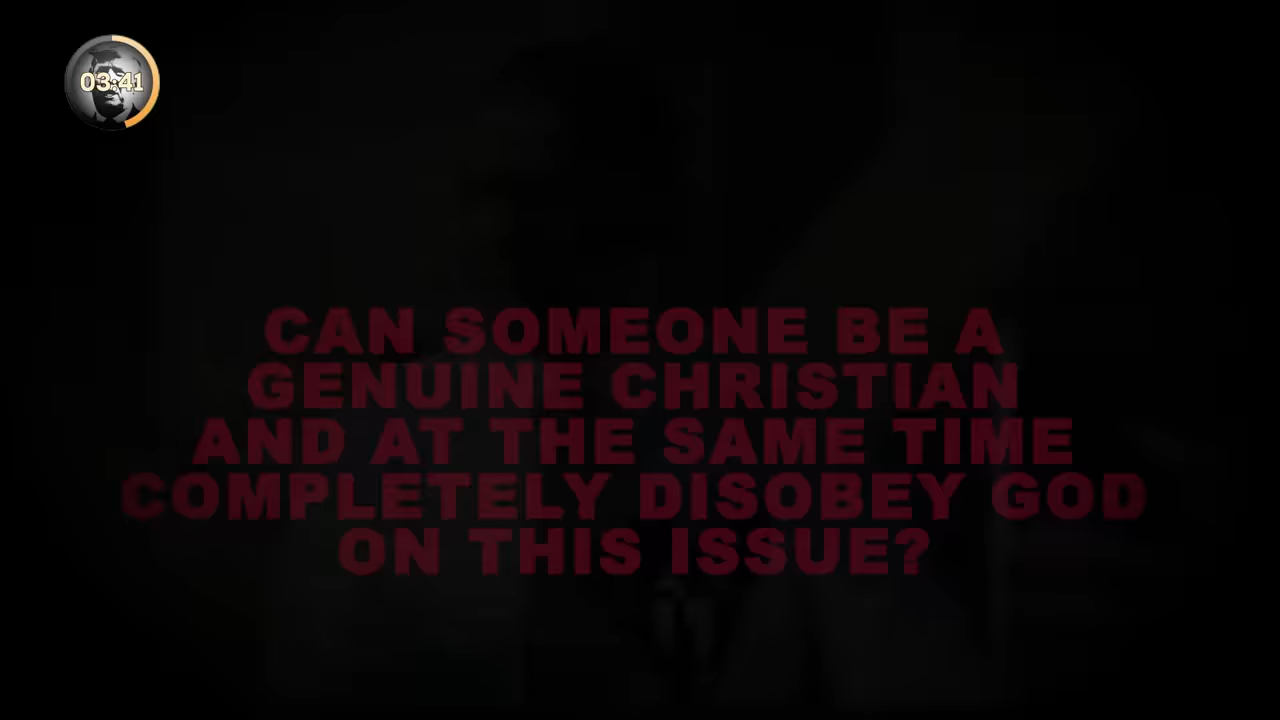 03:41
CAN SOMEONE BE A
GENUINE CHRISTIAN
AND AT THE SAME TIME
COMPLETELY DISOBEY GOD
ON THIS ISSUE?